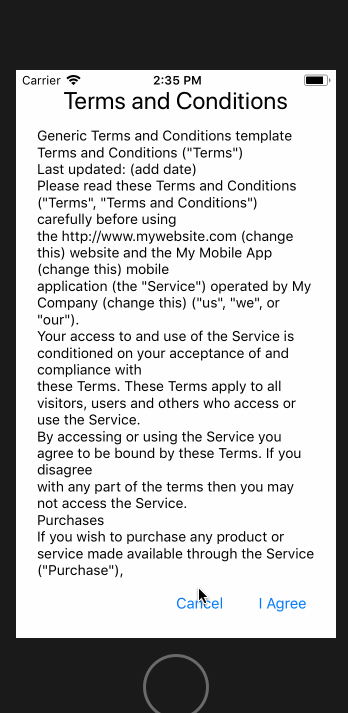 Carrier 2:35 PM
Terms and Conditions
Generic Terms and Conditions template
Terms and Conditions ("Terms")
Last updated: (add date)
Please read these Terms and Conditions
("Terms", "Terms and Conditions")
carefully before using
the http://www.mywebsite.com (change
this) website and the My Mobile App
(change this) mobile
application (the "Service") operated by My
Company (change this) ("us", "we", or
"our").
Your access to and use of the Service is
conditioned on your acceptance of and
compliance with
these Terms. These Terms apply to all
visitors, users and others who access or
use the Service.
By accessing or using the Service you
agree to be bound by these Terms. If you
disagree
with any part of the terms then you may
not access the Service.
Purchases
If you wish to purchase any product or
service made available through the Service
("Purchase"),
Cancel I Agree